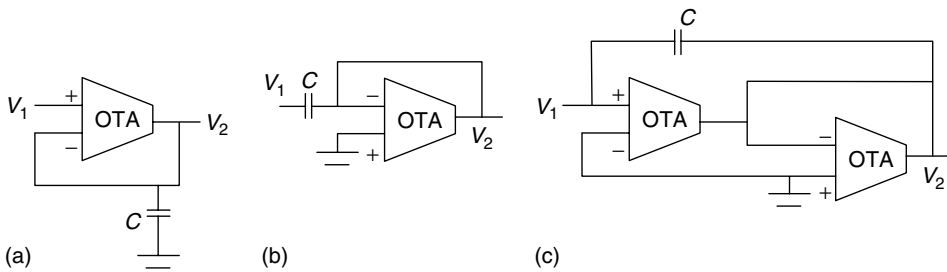 (a)
V1
+
−
OTA
V2
C
(b)
V1
C
−
+
OTA
V2
(c)
C
V1
+
−
OTA
−
+
OTA
V2